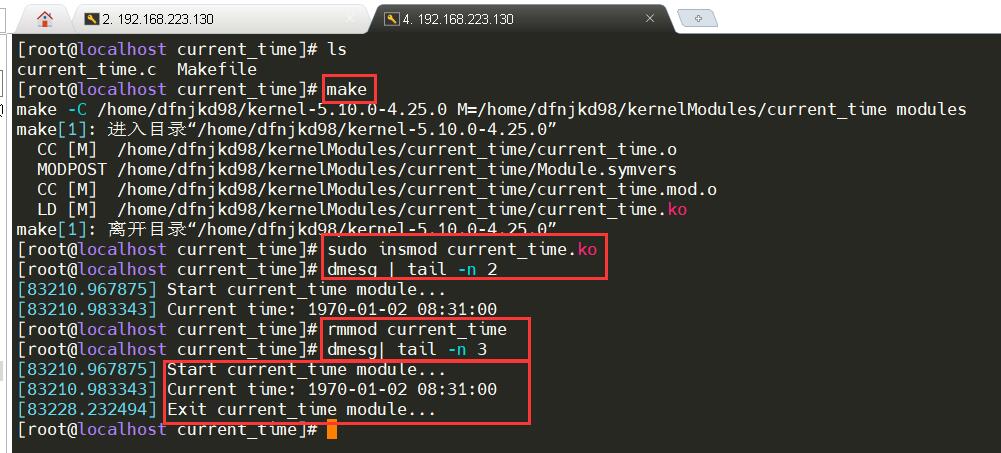 2. 192.168.223.130
4. 192.168.223.130
[root@localhost current_time]# ls
current_time.c  Makefile
[root@localhost current_time]# make
make -C /home/dfnjkd98/kernel-5.10.0-4.25.0 M=/home/dfnjkd98/kernelModules/current_time modules
make[1]: 进入目录“/home/dfnjkd98/kernel-5.10.0-4.25.0”
  CC [M]  /home/dfnjkd98/kernelModules/current_time/current_time.o
  MODPOST /home/dfnjkd98/kernelModules/current_time/Module.symvers
  CC [M]  /home/dfnjkd98/kernelModules/current_time/current_time.mod.o
  LD [M]  /home/dfnjkd98/kernelModules/current_time/current_time.ko
make[1]: 离开目录“/home/dfnjkd98/kernel-5.10.0-4.25.0”
[root@localhost current_time]# sudo insmod current_time.ko
[root@localhost current_time]# dmesg | tail -n 2
[83210.967875] Start current_time module...
[83210.983343] Current time: 1970-01-02 08:31:00
[root@localhost current_time]# rmmod current_time
[root@localhost current_time]# dmesg| tail -n 3
[83210.967875] Start current_time module...
[83210.983343] Current time: 1970-01-02 08:31:00
[83228.232494] Exit current_time module...
[root@localhost current_time]#